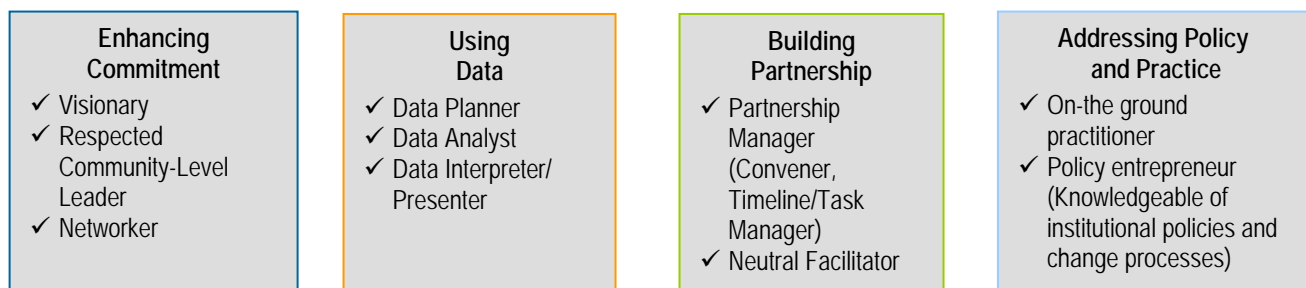 Enhancing
Commitment
✓ Visionary
✓ Respected
Community-Level
Leader
✓ Networker
Using
Data
✓ Data Planner
✓ Data Analyst
✓ Data Interpreter/
Presenter
Building
Partnership
✓ Partnership
Manager
(Convener,
Timeline/Task
Manager)
✓ Neutral Facilitator
Addressing Policy
and Practice
✓ On-the ground
practitioner
✓ Policy entrepreneur
(Knowledgeable of
institutional policies and
change processes)